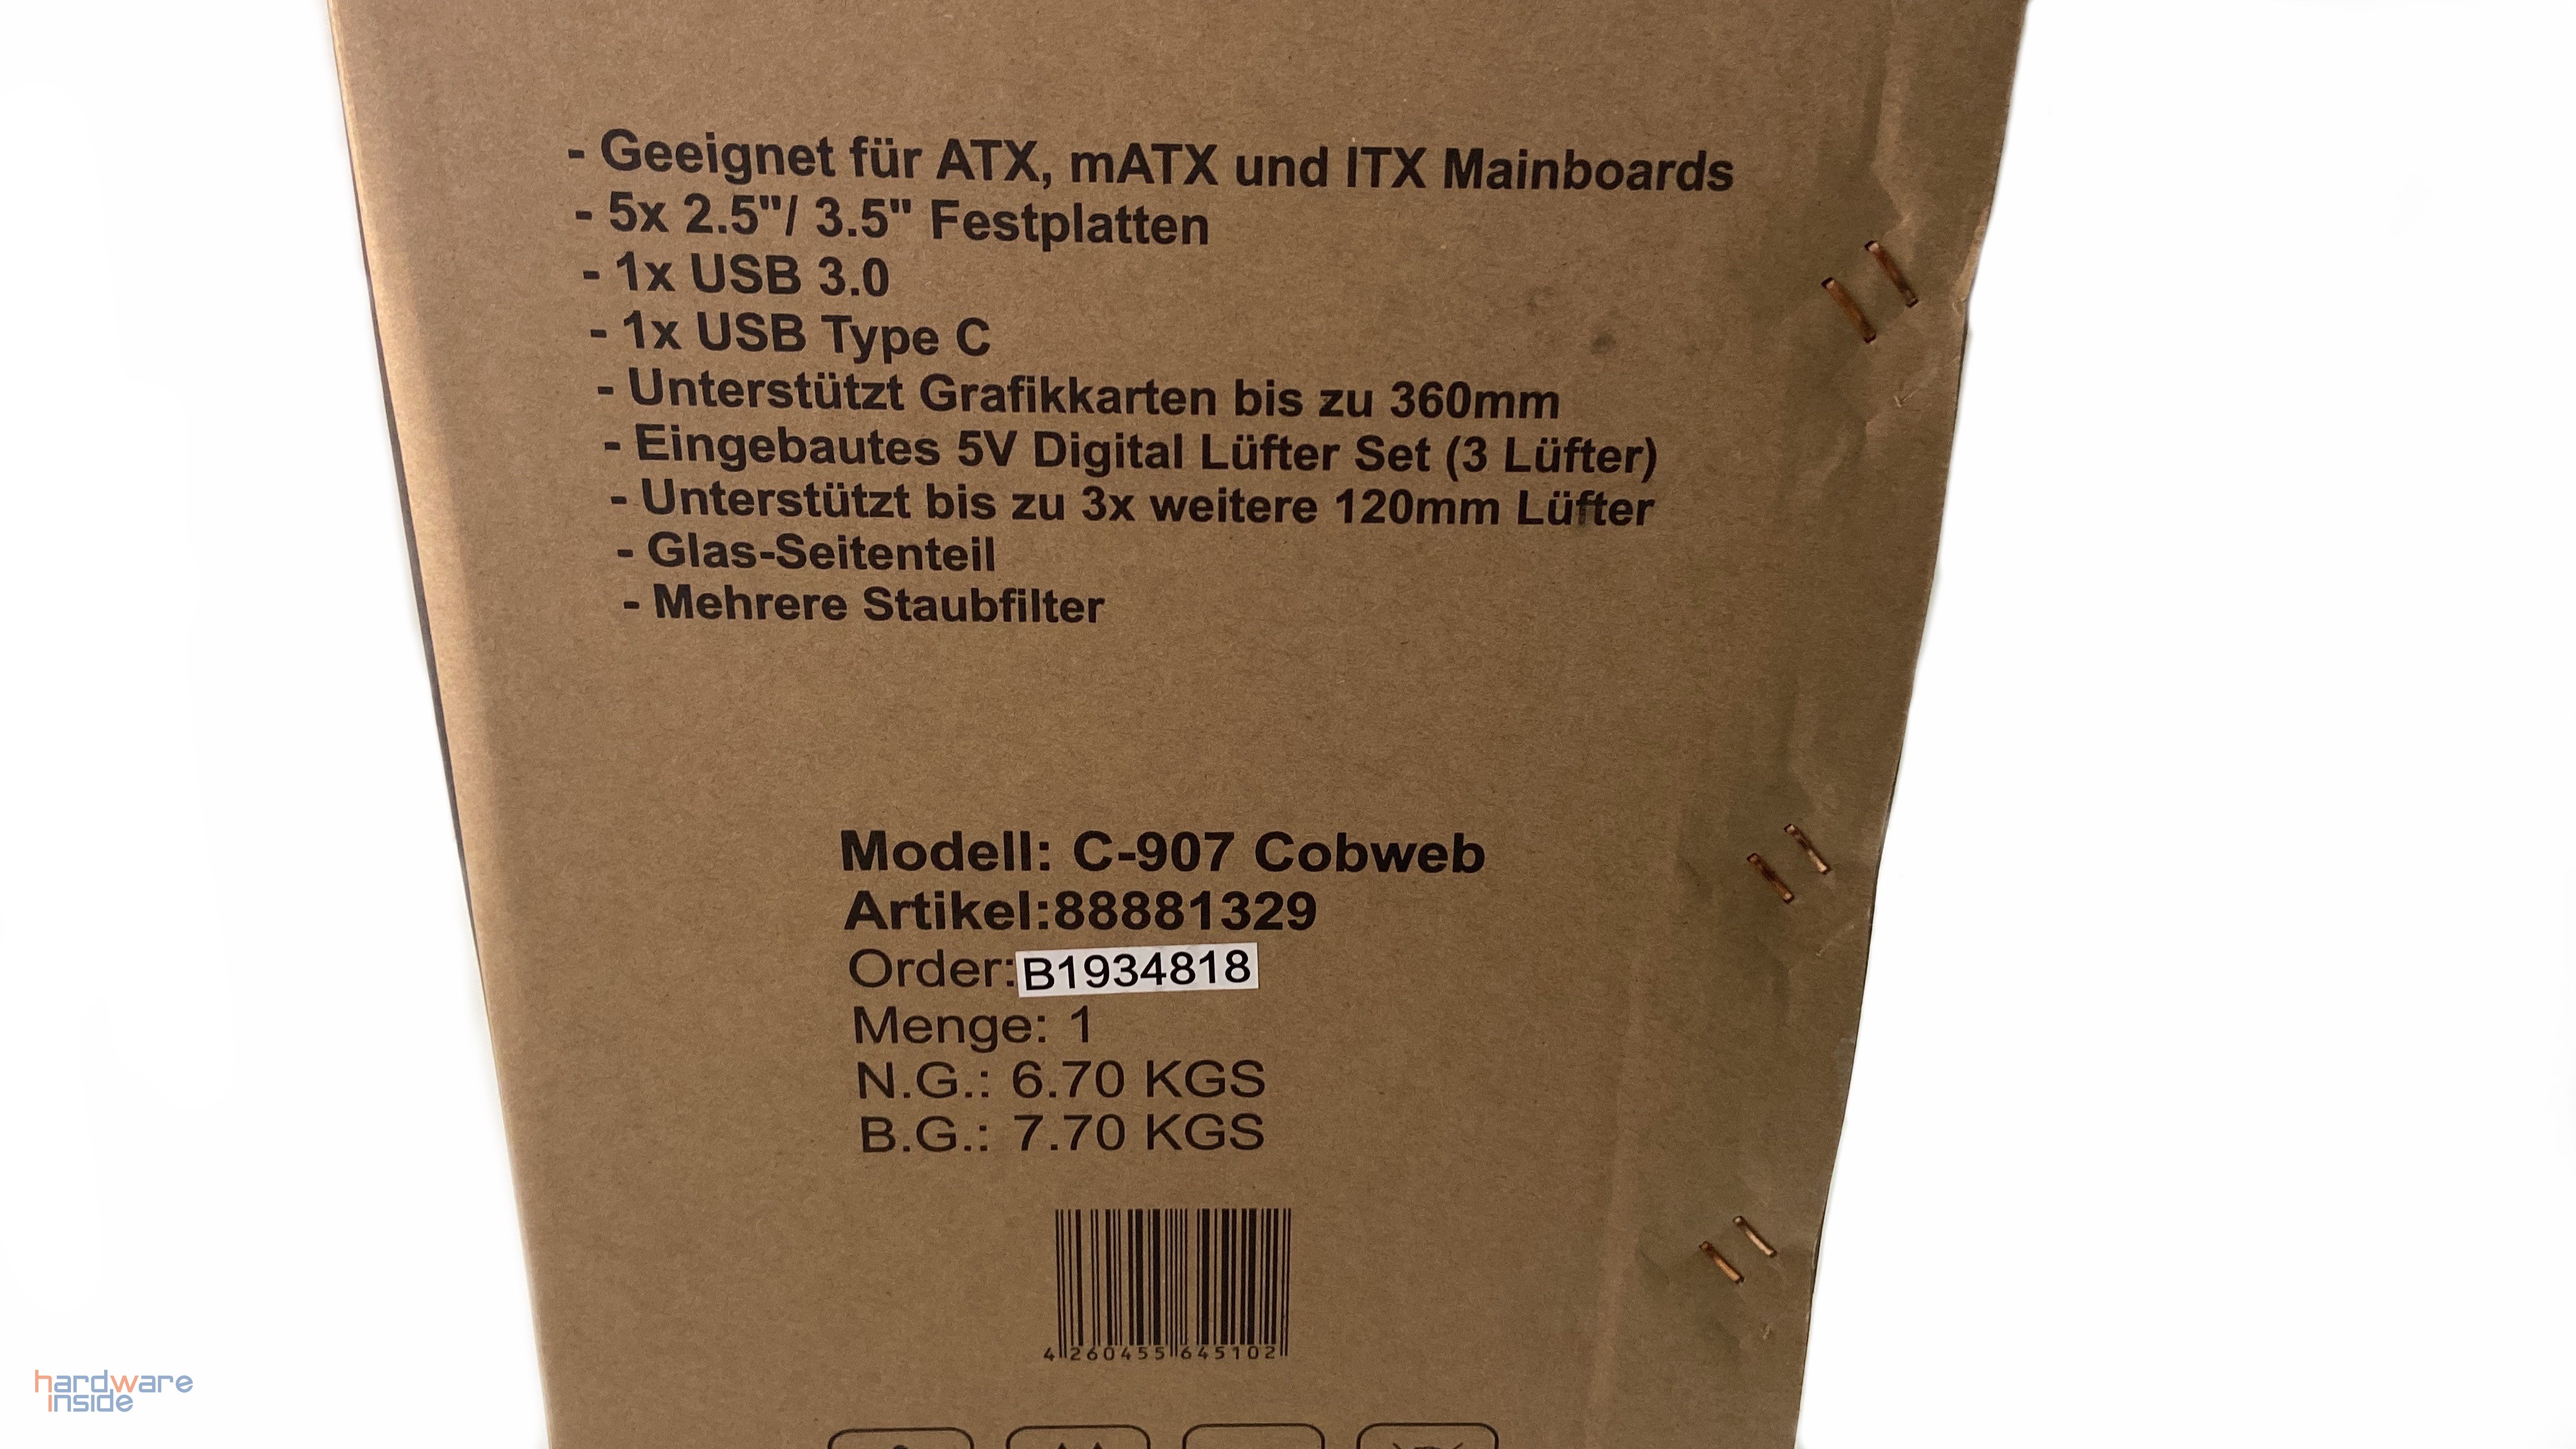 - Geeignet für ATX, mATX und ITX Mainboards
- 5x 2.5"/ 3.5" Festplatten
- 1x USB 3.0
- 1x USB Type C
- Unterstützt Grafikkarten bis zu 360mm
- Eingebautes 5V Digital Lüfter Set (3 Lüfter)
- Unterstützt bis zu 3x weitere 120mm Lüfter
- Glas-Seitenteil
- Mehrere Staubfilter
Modell: C-907 Cobweb
Artikel:88881329
Order:B1934818
Menge: 1
N.G.: 6.70 KGS
B.G.: 7.70 KGS
4 260455 645102
hardware
inside